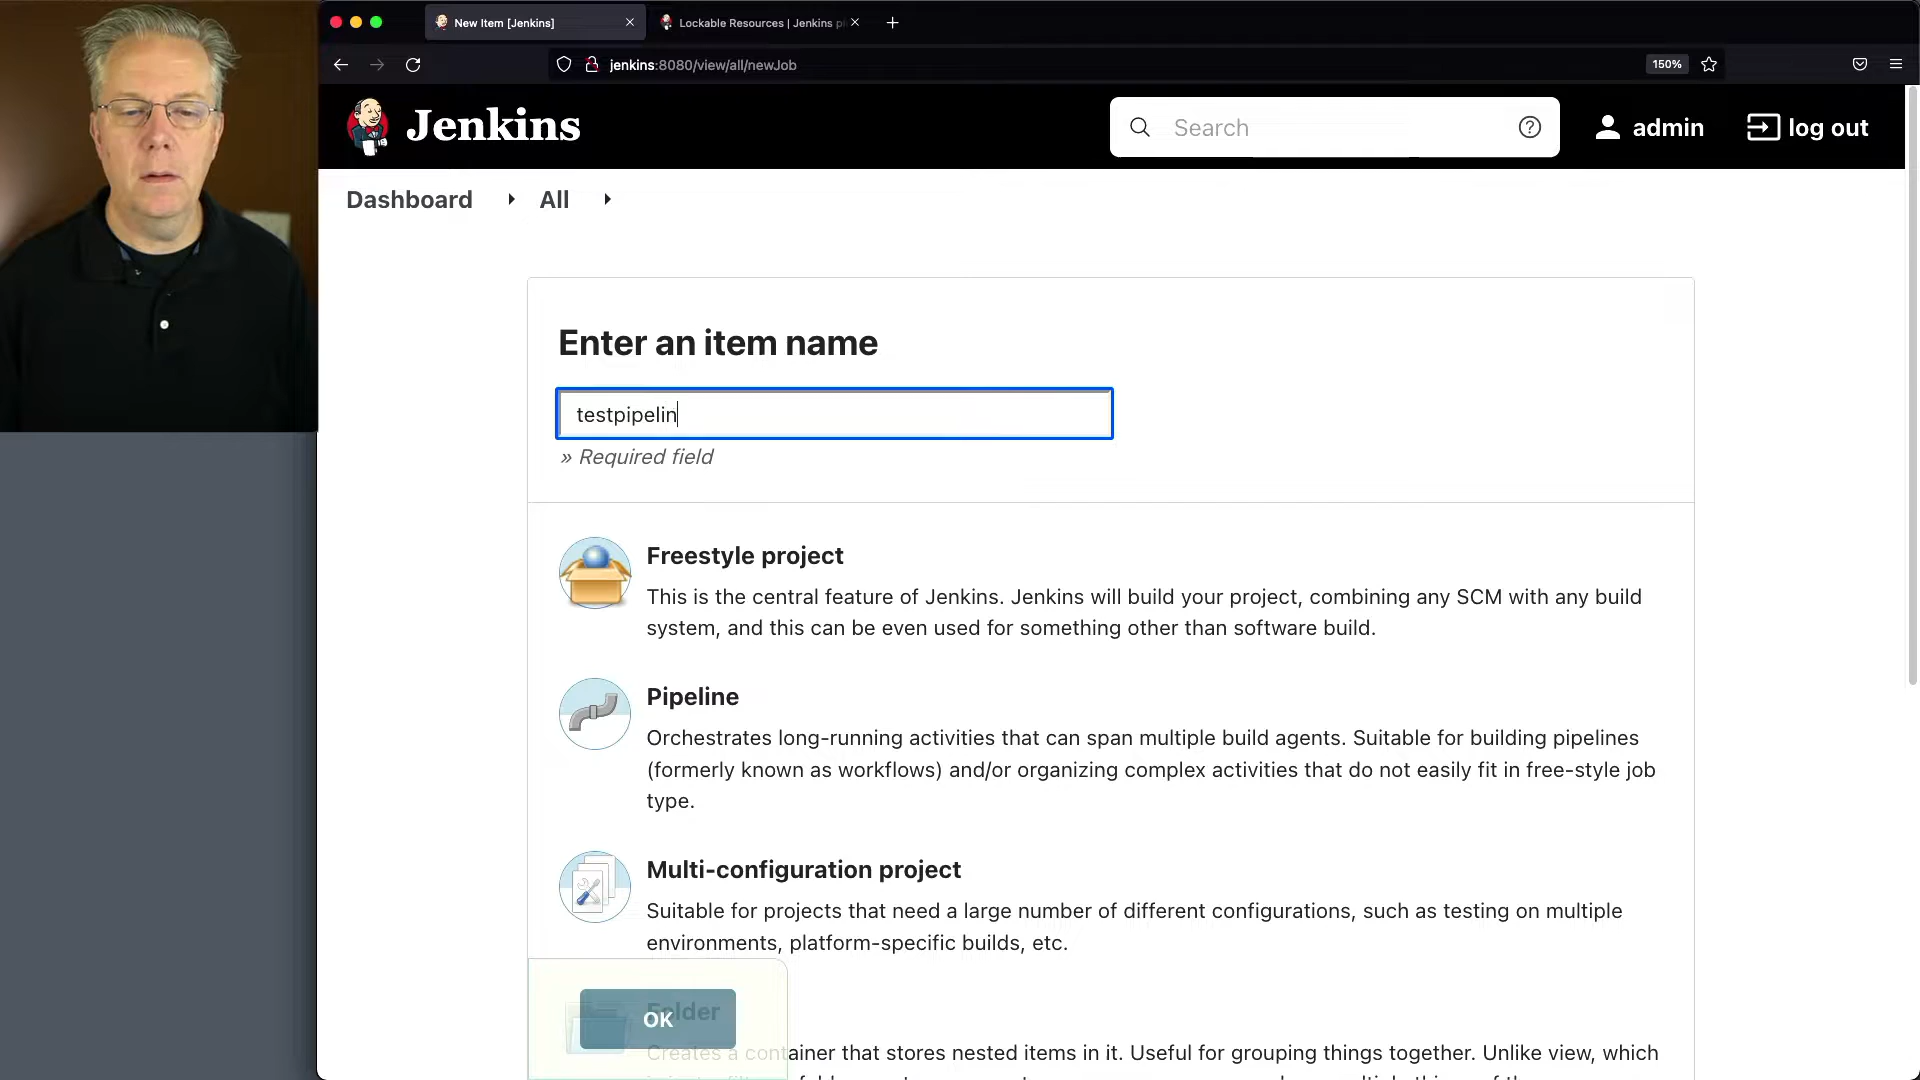 New Item [Jenkins]
Lockable Resources | Jenkins
jenkins:8080/view/all/newJob
150%
Jenkins
Search
admin
log out
Dashboard
All
Enter an item name
testpipelin
» Required field
Freestyle project
This is the central feature of Jenkins. Jenkins will build your project, combining any SCM with any build
system, and this can be even used for something other than software build.
Pipeline
Orchestrates long-running activities that can span multiple build agents. Suitable for building pipelines
(formerly known as workflows) and/or organizing complex activities that do not easily fit in free-style job
type.
Multi-configuration project
Suitable for projects that need a large number of different configurations, such as testing on multiple
environments, platform-specific builds, etc.
Folder
OK
Creates a container that stores nested items in it. Useful for grouping things together. Unlike view, which